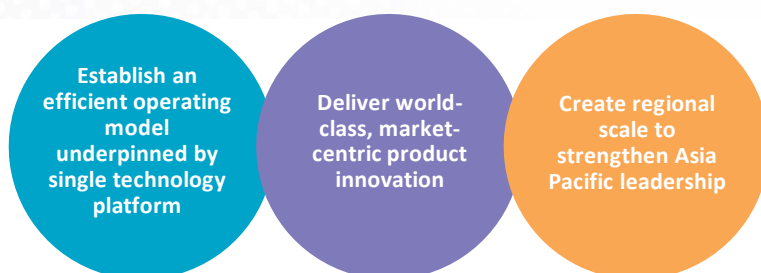 Establish an
efficient operating
model
underpinned by
single technology
platform
Deliver world-
class, market-
centric product
innovation
Create regional
scale to
strengthen Asia
Pacific leadership